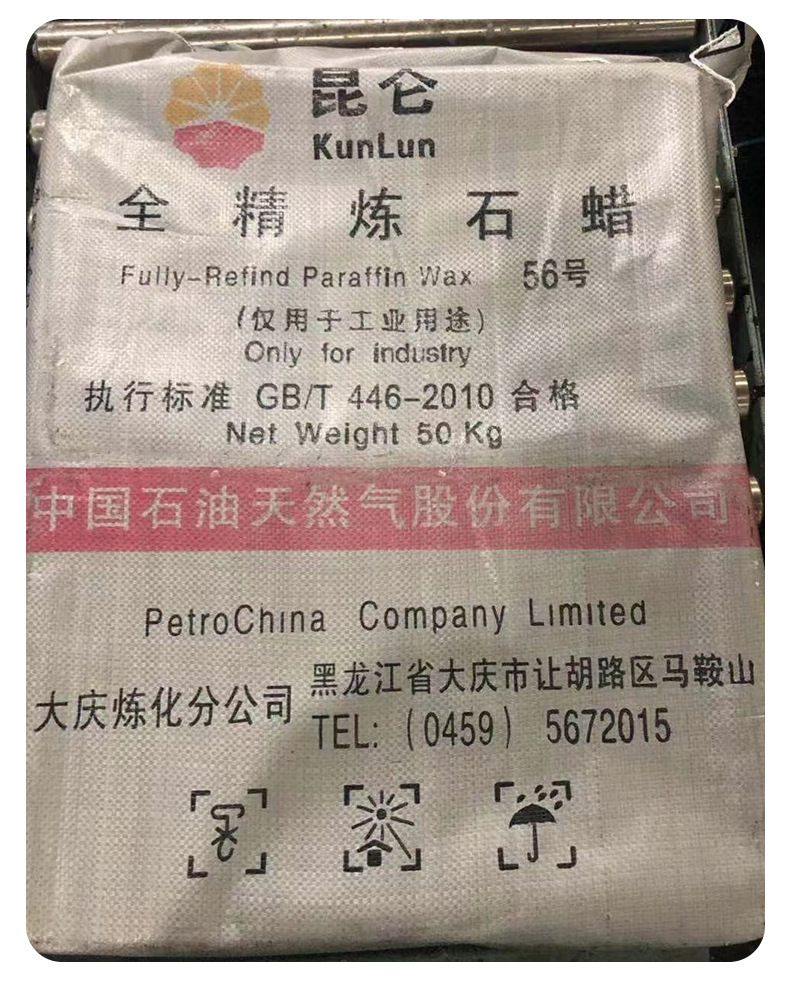 昆仑
KunLun
全精炼石蜡
Fully-Refind Paraffin Wax 56号
(仅用于工业用途)
Only for industry
执行标准 GB/T 446-2010 合格
Net Weight 50 Kg
中国石油天然气股份有限公司
PetroChina Company Limited
大庆炼化分公司
黑龙江省大庆市让胡路区马鞍山
TEL: (0459) 5672015